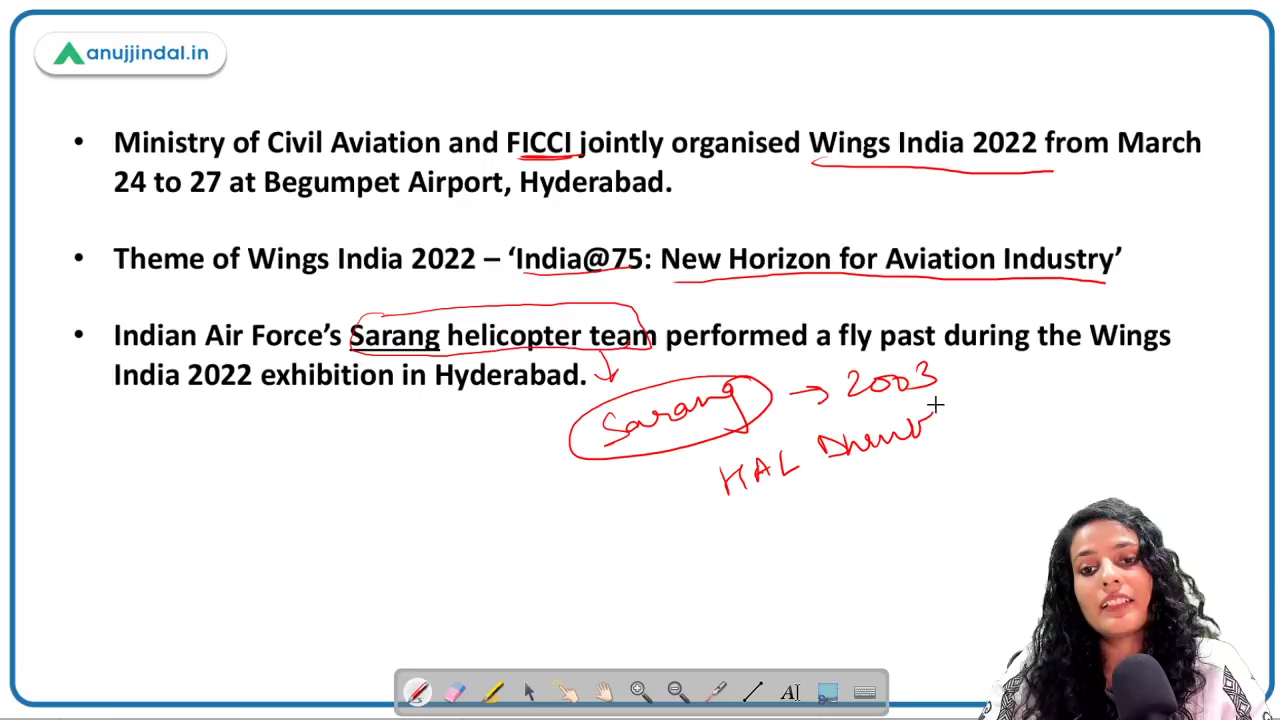 anujjindal.in
• Ministry of Civil Aviation and FICCI jointly organised Wings India 2022 from March
24 to 27 at Begumpet Airport, Hyderabad.
• Theme of Wings India 2022 – ‘India@75: New Horizon for Aviation Industry’
• Indian Air Force’s Sarang helicopter team performed a fly past during the Wings
India 2022 exhibition in Hyderabad.
Sarang → 2003
HAL
AI